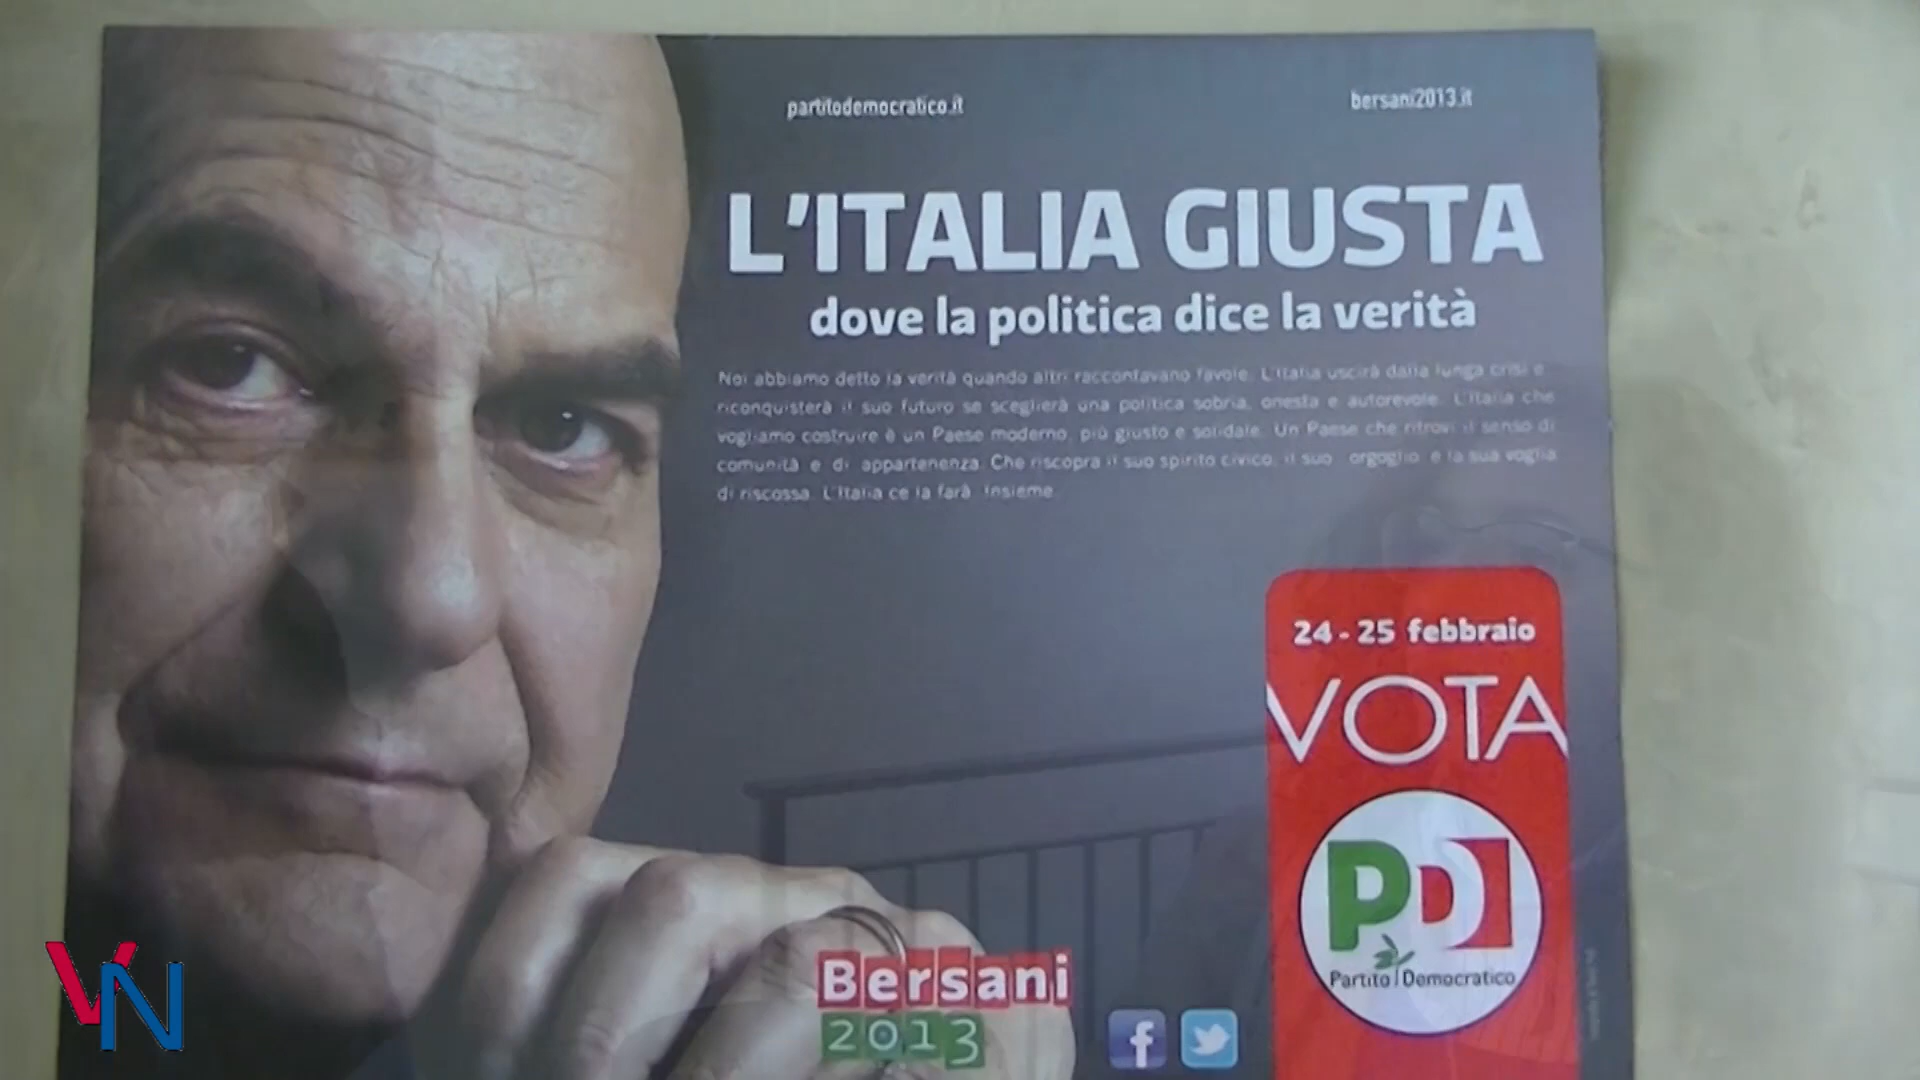 partitodemocratico.it
bersani2013.it
L'ITALIA GIUSTA
dove la politica dice la verità
Noi abbiamo detto la verità quando altri raccontavano favole. L'Italia uscirà dalla lunga crisi e
riconquisterà il suo futuro se sceglierà una politica sobria, onesta e autorevole. L'Italia che
vogliamo costruire è un Paese moderno, più giusto e solidale. Un Paese che ritrovi il senso di
comunità e di appartenenza. Che riscopra il suo spirito civico, il suo orgoglio e la sua voglia
di riscossa. L'Italia ce la farà. Insieme.
24 - 25 febbraio
VOTA
PD
Partito Democratico
Bersani
2013
f
VN